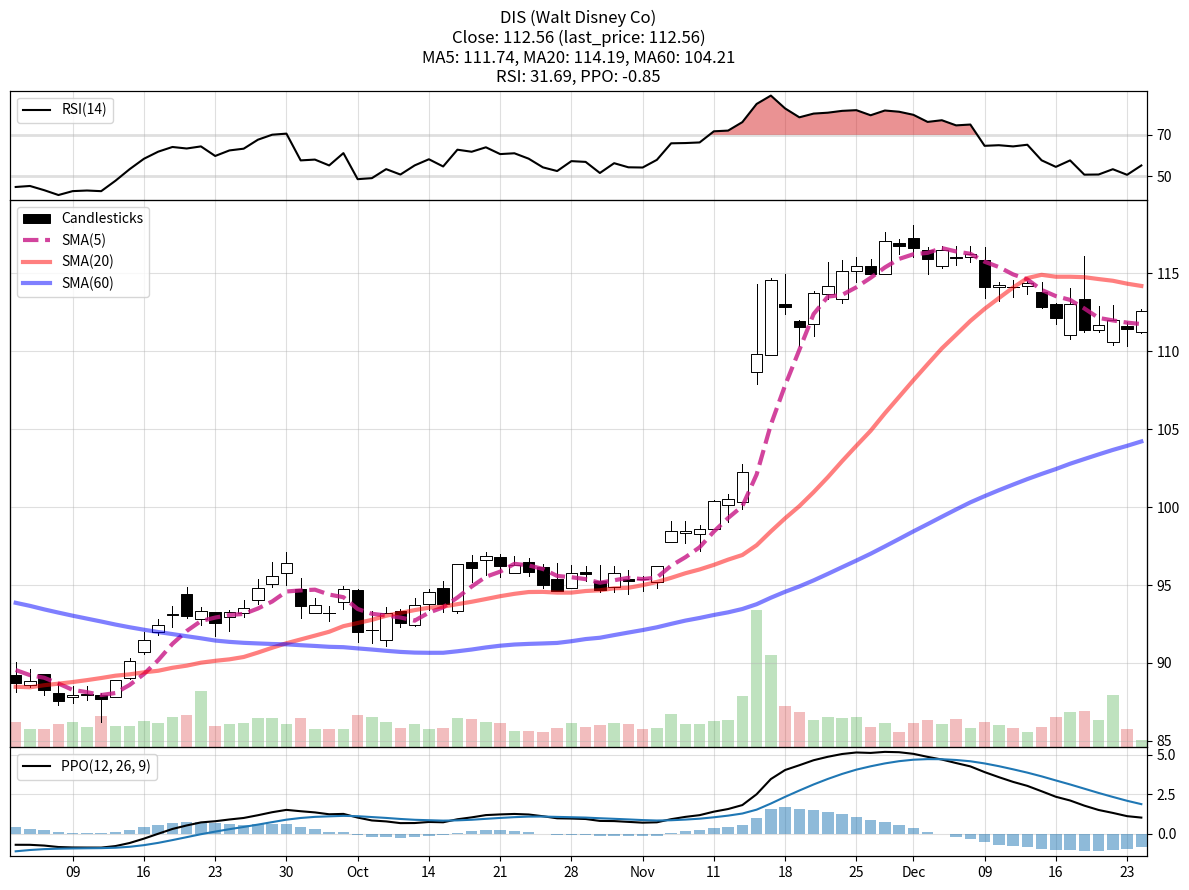 DIS (Walt Disney Co)
Close: 112.56 (last_price: 112.56)
MA5: 111.74, MA20: 114.19, MA60: 104.21
RSI: 31.69, PPO: -0.85
RSI(14)
70
50
Candlesticks
SMA(5)
SMA(20)
SMA(60)
115
110
105
100
95
90
85
PPO(12, 26, 9)
5.0
2.5
0.0
09 16 23 30 Oct 14 21 28 Nov 11 18 25 Dec 09 16 23